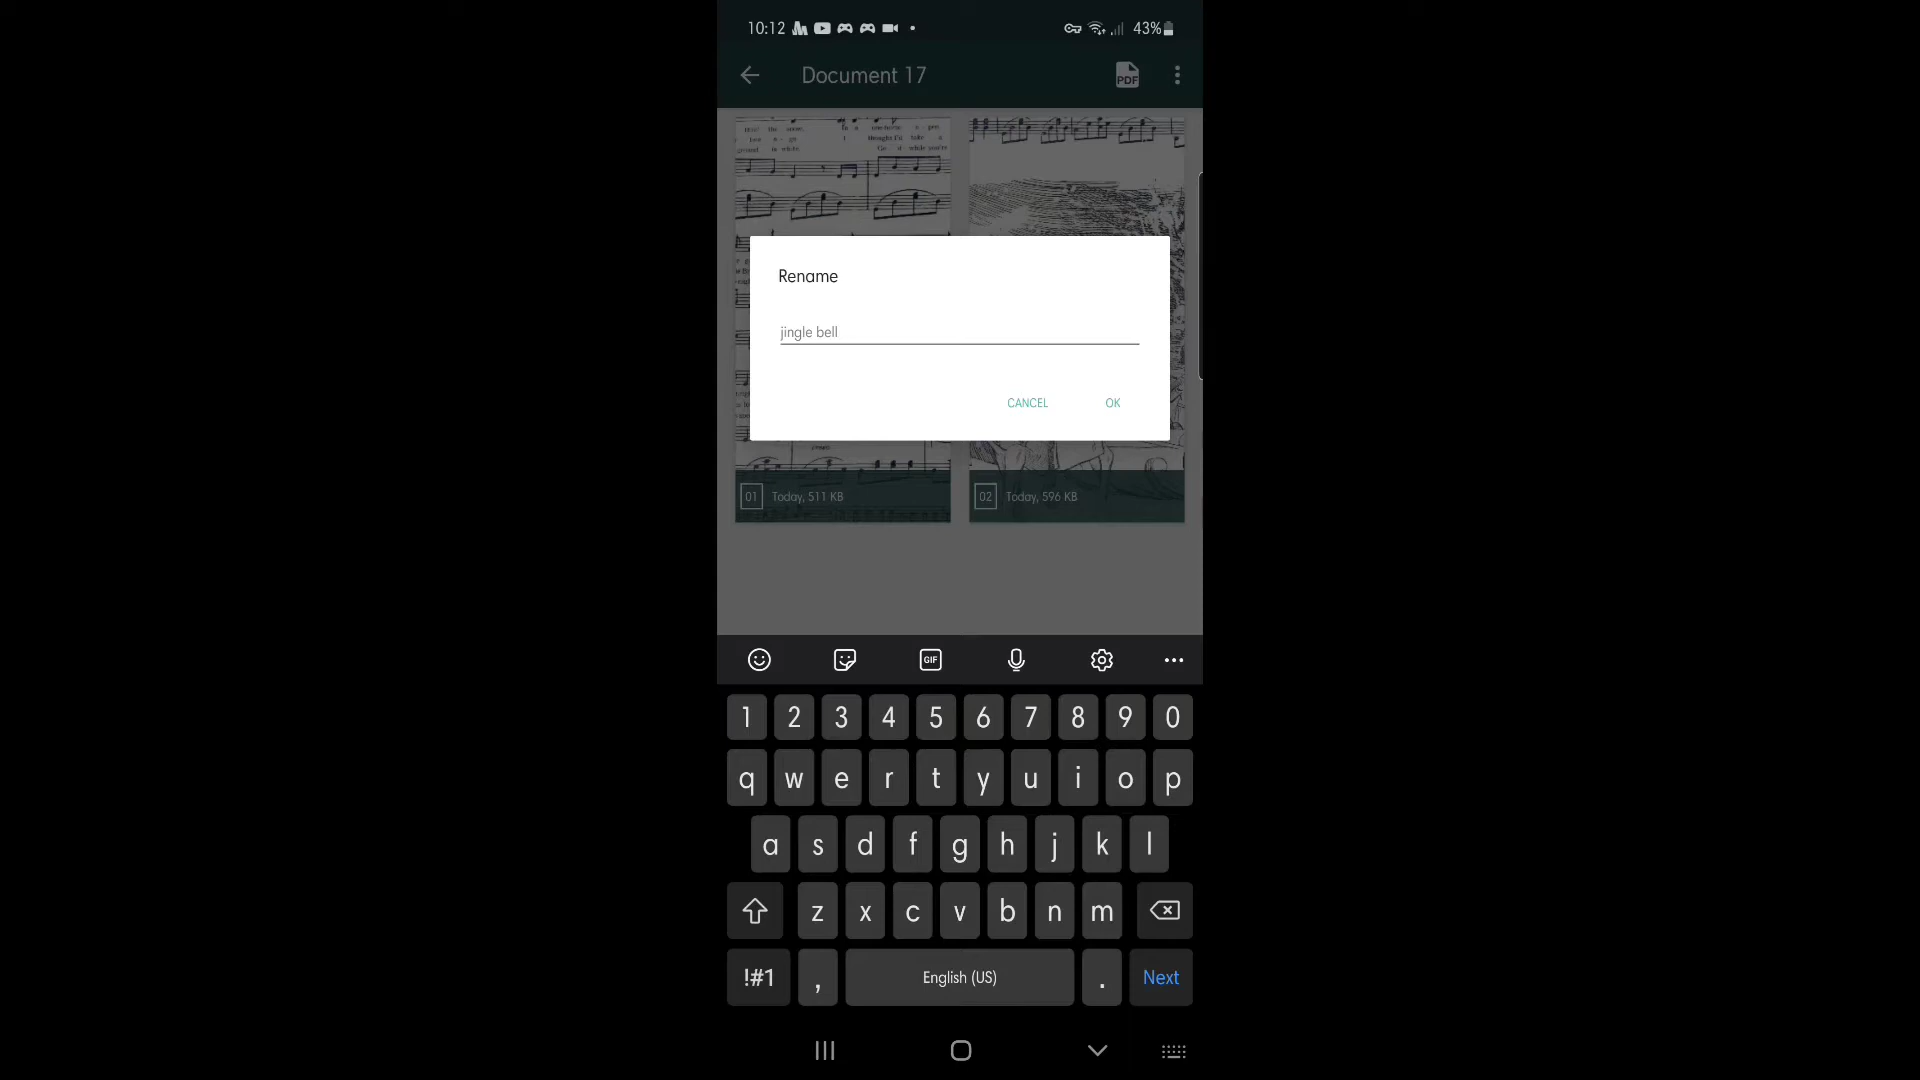 10:12 43%
Document 17 PDF
Rename
jingle bell
CANCEL OK
01 Today, 511 KB
02 Today, 596 KB
GIF
1 2 3 4 5 6 7 8 9 0
q w e r t y u i o p
a s d f g h j k l
z x c v b n m
!#1 , English (US) . Next